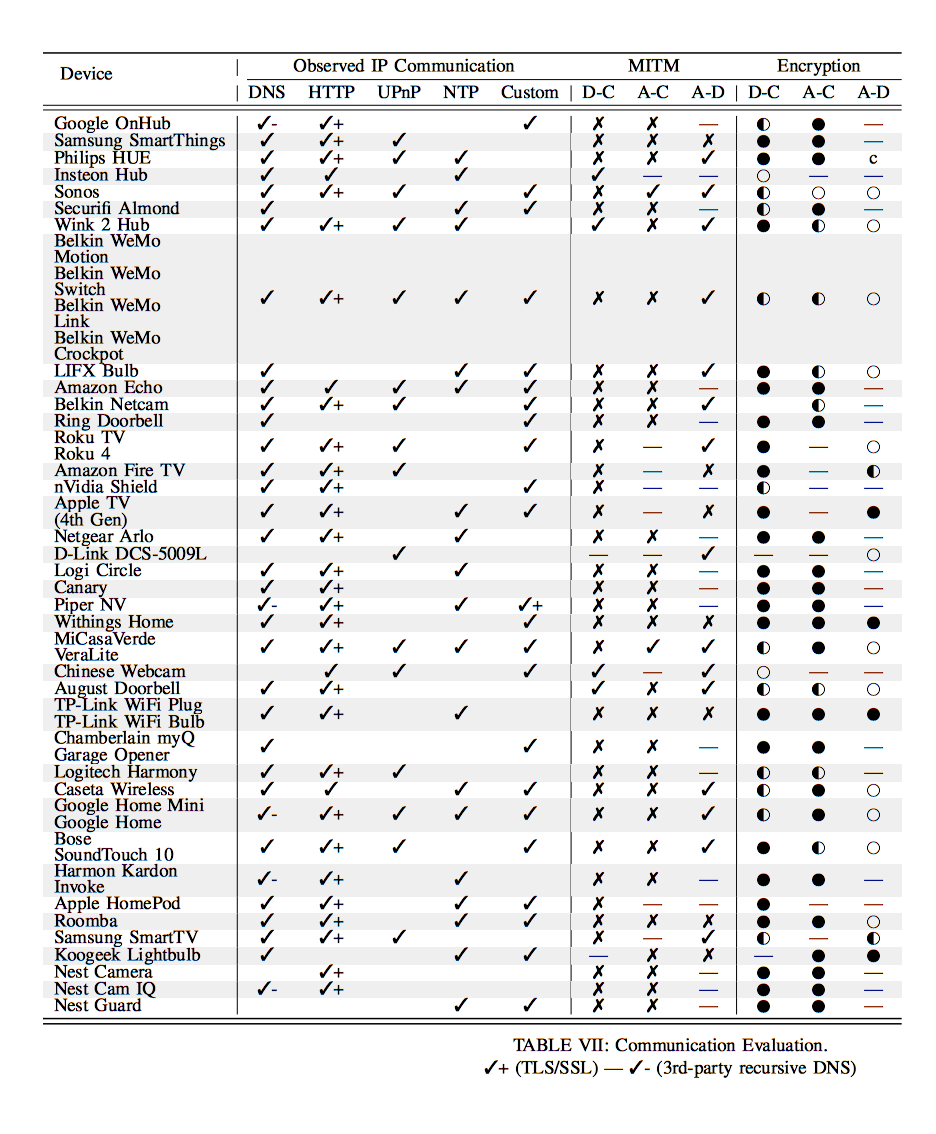 Device | Observed IP Communication MITM Encryption
| DNS HTTP UPnP NTP Custom | D-C A-C A-D | D-C A-C A-D
Google OnHub ✓- ✓+ ✓ ✗ ✗ — ◐ ● —
Samsung SmartThings ✓ ✓+ ✓ ✗ ✗ ✗ ● ● —
Philips HUE ✓ ✓+ ✓ ✓ ✗ ✗ ✓ ● ● c
Insteon Hub ✓ ✓ ✓ ✓ — — ○ — —
Sonos ✓ ✓+ ✓ ✓ ✗ ✓ ✓ ◐ ○ ○
Securifi Almond ✓ ✓ ✓ ✗ ✗ — ◐ ● —
Wink 2 Hub ✓ ✓+ ✓ ✓ ✓ ✗ ✓ ● ◐ ○
Belkin WeMo
Motion
Belkin WeMo
Switch
Belkin WeMo ✓ ✓+ ✓ ✓ ✓ ✗ ✗ ✓ ◐ ◐ ○
Link
Belkin WeMo
Crockpot
LIFX Bulb ✓ ✓ ✓ ✗ ✗ ✓ ● ◐ ○
Amazon Echo ✓ ✓ ✓ ✓ ✓ ✗ ✗ — ● ● —
Belkin Netcam ✓ ✓+ ✓ ✓ ✗ ✗ ✓ ◐ —
Ring Doorbell ✓ ✓ ✗ ✗ — ● ● —
Roku TV
Roku 4 ✓ ✓+ ✓ ✓ ✗ — ✓ ● — ○
Amazon Fire TV ✓ ✓+ ✓ ✗ — ✗ ● — ◐
nVidia Shield ✓ ✓+ ✓ ✗ — — ◐ — —
Apple TV
(4th Gen) ✓ ✓+ ✓ ✓ ✗ — ✗ ● — ●
Netgear Arlo ✓ ✓+ ✓ ✗ ✗ — ● ● —
D-Link DCS-5009L ✓ — — ✓ — — ○
Logi Circle ✓ ✓+ ✓ ✗ ✗ — ● ● —
Canary ✓ ✓+ ✗ ✗ — ● ● —
Piper NV ✓- ✓+ ✓ ✓+ ✗ ✗ — ● ● —
Withings Home ✓ ✓+ ✓ ✗ ✗ ✗ ● ● ●
MiCasaVerde
VeraLite ✓ ✓+ ✓ ✓ ✓ ✗ ✓ ✓ ◐ ● ○
Chinese Webcam ✓ ✓ ✓ ✓ — ✓ ○ — —
August Doorbell ✓ ✓+ ✓ ✗ ✓ ◐ ◐ ○
TP-Link WiFi Plug
TP-Link WiFi Bulb ✓ ✓+ ✓ ✗ ✗ ✗ ● ● ●
Chamberlain myQ
Garage Opener ✓ ✓ ✗ ✗ — ● ● —
Logitech Harmony ✓ ✓+ ✓ ✗ ✗ — ◐ ◐ —
Caseta Wireless ✓ ✓ ✓ ✓ ✗ ✗ ✓ ◐ ● ○
Google Home Mini
Google Home ✓- ✓+ ✓ ✓ ✓ ✗ ✗ ✓ ◐ ● ○
Bose
SoundTouch 10 ✓ ✓+ ✓ ✓ ✗ ✗ ✓ ● ◐ ○
Harmon Kardon
Invoke ✓- ✓+ ✓ ✗ ✗ — ● ● —
Apple HomePod ✓ ✓+ ✓ ✓ ✗ — — ● — —
Roomba ✓ ✓+ ✓ ✓ ✗ ✗ ✗ ● ● ○
Samsung SmartTV ✓ ✓+ ✓ ✗ — ✓ ◐ — ◐
Koogeek Lightbulb ✓ ✓ ✓ — ✗ ✗ — ● ●
Nest Camera ✓+ ✗ ✗ — ● ● —
Nest Cam IQ ✓- ✓+ ✗ ✗ — ● ● —
Nest Guard ✓ ✓ ✗ ✗ — ● ● —
TABLE VII: Communication Evaluation.
✓+ (TLS/SSL) — ✓- (3rd-party recursive DNS)